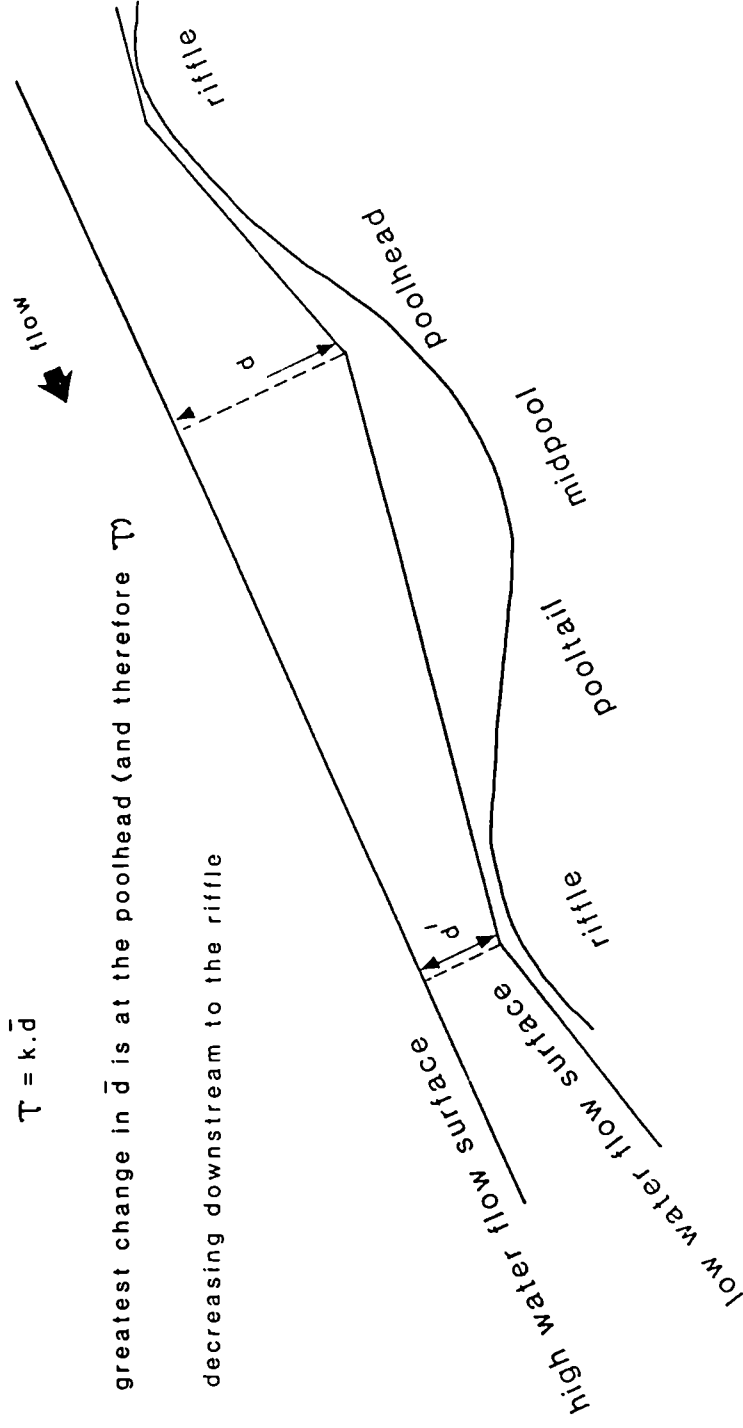 τ = k.d̄
greatest change in d̄ is at the poolhead (and therefore τ)
decreasing downstream to the riffle
flow
riffle
poolhead
midpool
pooltail
riffle
d
d'
high water flow surface
low water flow surface